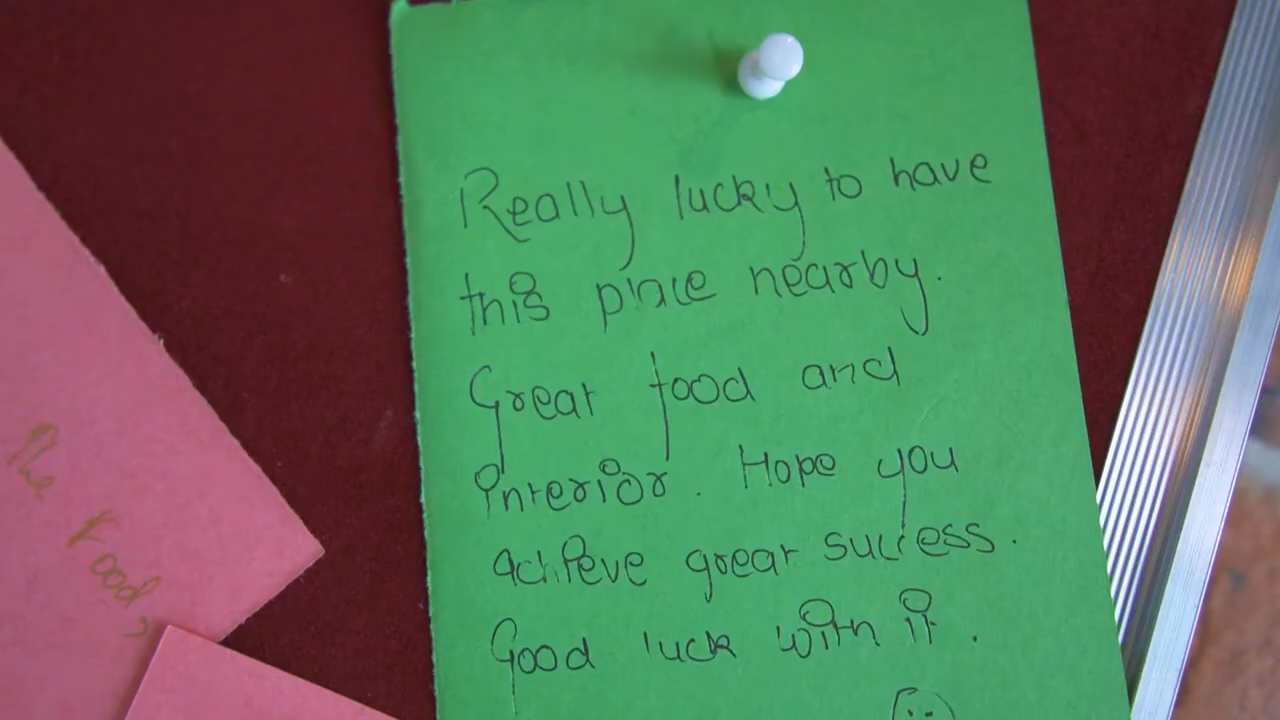 Really lucky to have
this place nearby.
Great food and
interior. Hope you
achieve great success.
Good luck with it.
the food,